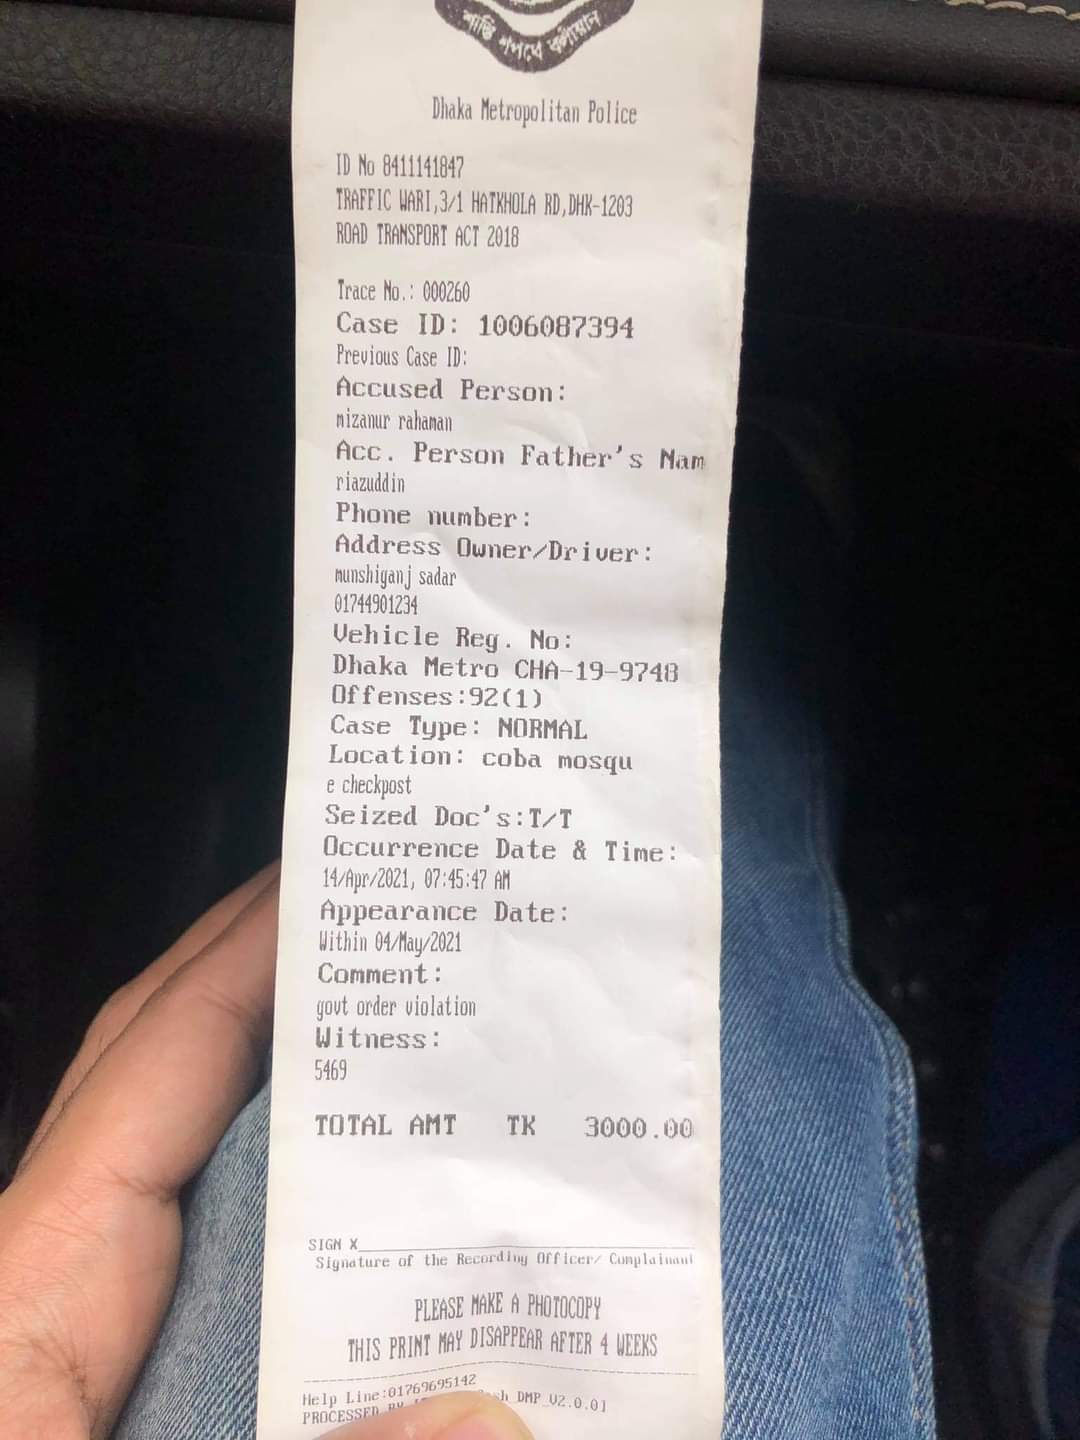 শান্তি শপথে বলীয়ান
Dhaka Metropolitan Police
ID No 8411141847
TRAFFIC WARI,3/1 HATKHOLA RD,DHK-1203
ROAD TRANSPORT ACT 2018
Trace No.: 000260
Case ID: 1006087394
Previous Case ID:
Accused Person:
mizanur rahaman
Acc. Person Father's Nam
riazuddin
Phone number:
Address Owner/Driver:
munshiganj sadar
01744901234
Vehicle Reg. No:
Dhaka Metro CHA-19-9748
Offenses:92(1)
Case Type: NORMAL
Location: coba mosqu
e checkpost
Seized Doc's:T/T
Occurrence Date & Time:
14/Apr/2021, 07:45:47 AM
Appearance Date:
Within 04/May/2021
Comment:
govt order violation
Witness:
5469
TOTAL AMT TK 3000.00
SIGN X
Signature of the Recording Officer/ Complainant
PLEASE MAKE A PHOTOCOPY
THIS PRINT MAY DISAPPEAR AFTER 4 WEEKS
Help Line:01769695142
PROCESSED BY DMP_V2.0.01